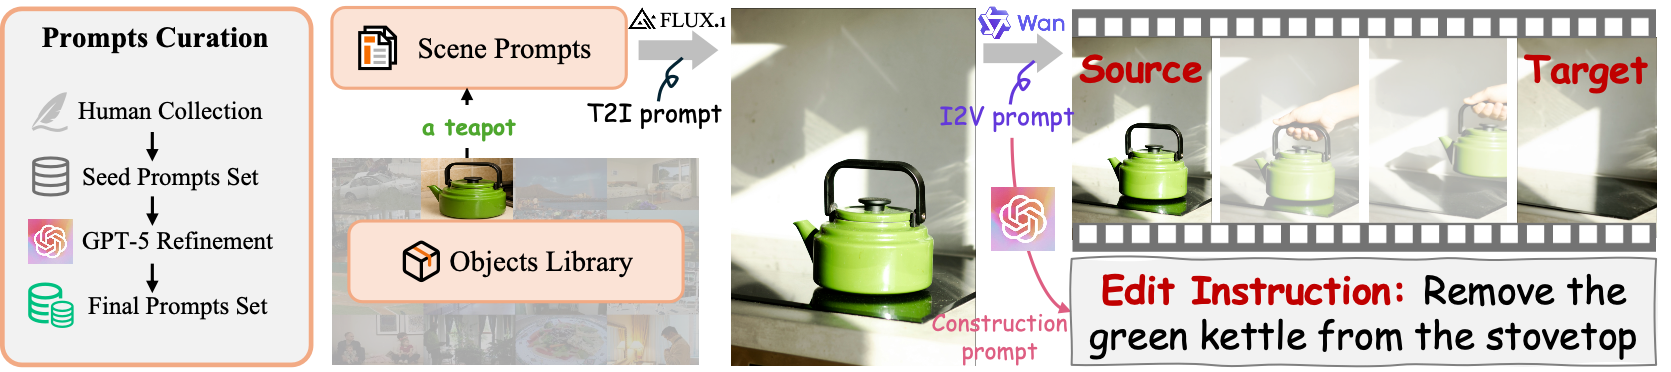 Prompts Curation
Human Collection
Seed Prompts Set
GPT-5 Refinement
Final Prompts Set
Scene Prompts
a teapot
Objects Library
FLUX.1
T2I prompt
Wan
I2V prompt
Construction
prompt
Source
Target
Edit Instruction: Remove the
green kettle from the stovetop